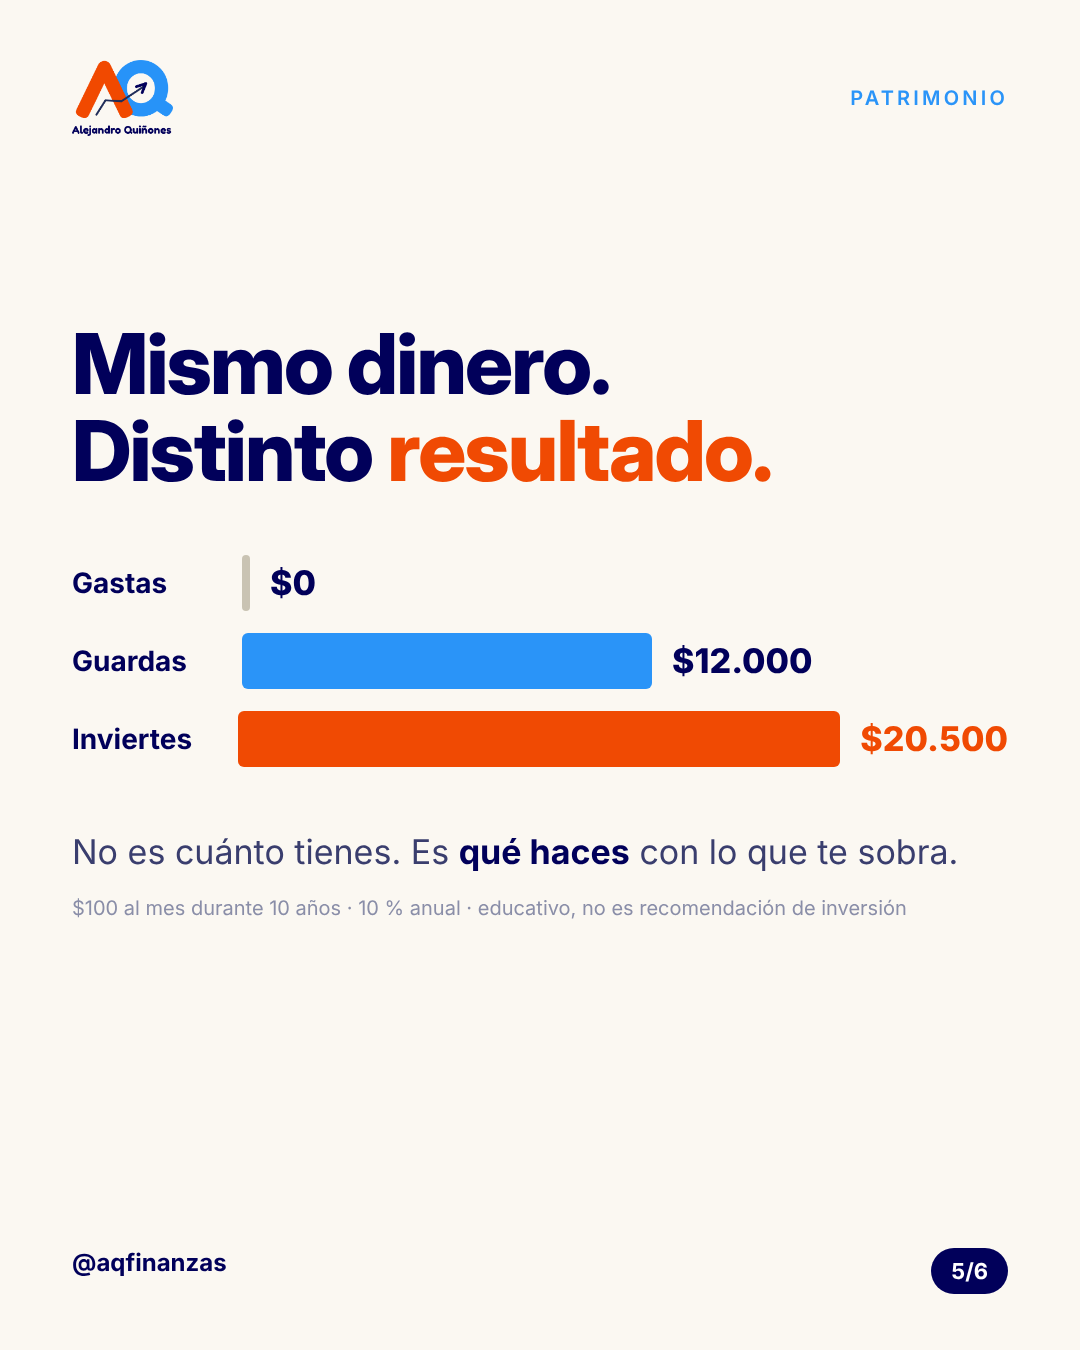 AQ
Alejandro Quiñones
PATRIMONIO
Mismo dinero.
Distinto resultado.
Gastas $0
Guardas $12.000
Inviertes $20.500
No es cuánto tienes. Es qué haces con lo que te sobra.
$100 al mes durante 10 años · 10 % anual · educativo, no es recomendación de inversión
@aqfinanzas
5/6